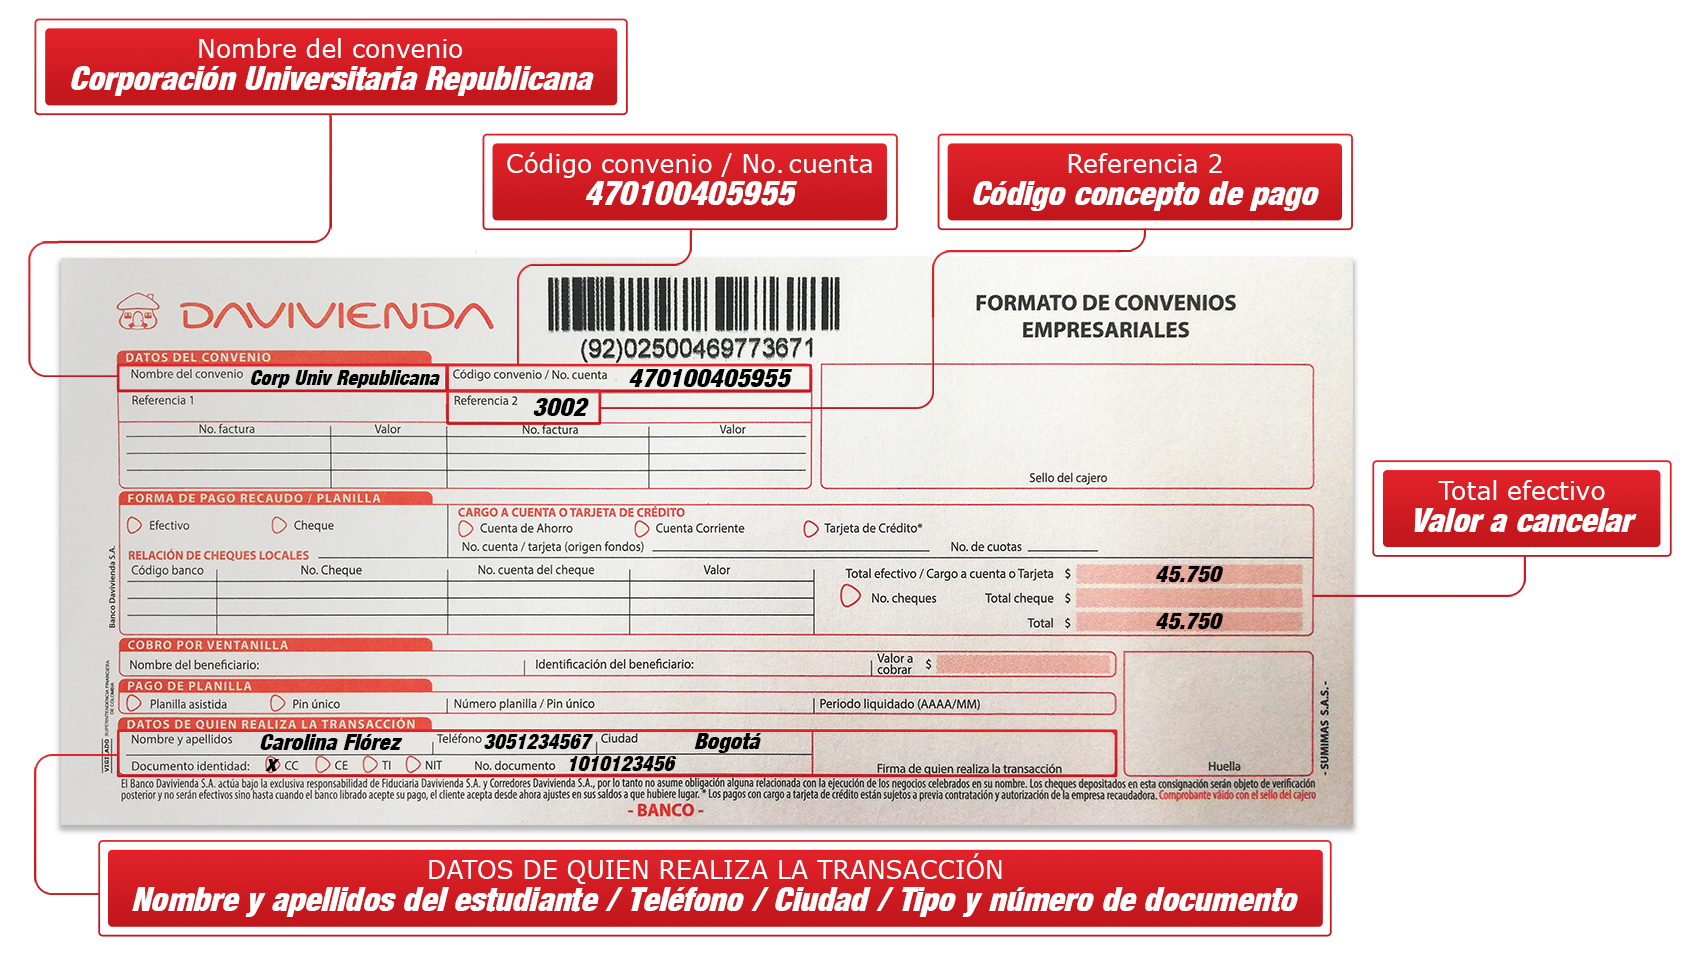 Nombre del convenio
Corporación Universitaria Republicana
Código convenio / No. cuenta
470100405955
Referencia 2
Código concepto de pago
DAVIVIENDA
(92)02500469773671
FORMATO DE CONVENIOS
EMPRESARIALES
DATOS DEL CONVENIO
Nombre del convenio Corp Univ Republicana Código convenio / No. cuenta 470100405955
Referencia 1 Referencia 2 3002
No. factura Valor No. factura Valor
Sello del cajero
Total efectivo
Valor a cancelar
FORMA DE PAGO RECAUDO / PLANILLA
Efectivo Cheque
CARGO A CUENTA O TARJETA DE CRÉDITO
Cuenta de Ahorro Cuenta Corriente Tarjeta de Crédito*
No. cuenta / tarjeta (origen fondos) No. de cuotas
RELACIÓN DE CHEQUES LOCALES
Código banco No. Cheque No. cuenta del cheque Valor
Total efectivo / Cargo a cuenta o Tarjeta $ 45.750
No. cheques Total cheque $
Total $ 45.750
Banco Davivienda S.A.
COBRO POR VENTANILLA
Nombre del beneficiario: Identificación del beneficiario: Valor a cobrar $
PAGO DE PLANILLA
Planilla asistida Pin único Número planilla / Pin único Periodo liquidado (AAAA/MM)
DATOS DE QUIEN REALIZA LA TRANSACCIÓN
Nombre y apellidos Carolina Flórez Teléfono 3051234567 Ciudad Bogotá
Documento identidad: X CC CE TI NIT No. documento 1010123456 Firma de quien realiza la transacción
Huella
VIGILADO SUPERINTENDENCIA FINANCIERA DE COLOMBIA
- SUMIMAS S.A.S. -
El Banco Davivienda S.A. actúa bajo la exclusiva responsabilidad de Fiduciaria Davivienda S.A. y Corredores Davivienda S.A., por lo tanto no asume obligación alguna relacionada con la ejecución de los negocios celebrados en su nombre. Los cheques depositados en esta consignación serán objeto de verificación
posterior y no serán efectivos sino hasta cuando el banco librado acepte su pago, el cliente acepta desde ahora ajustes en sus saldos a que hubiere lugar. * Los pagos con cargo a tarjeta de crédito están sujetos a previa contratación y autorización de la empresa recaudadora. Comprobante váido con el sello del cajero
- BANCO -
DATOS DE QUIEN REALIZA LA TRANSACCIÓN
Nombre y apellidos del estudiante / Teléfono / Ciudad / Tipo y número de documento